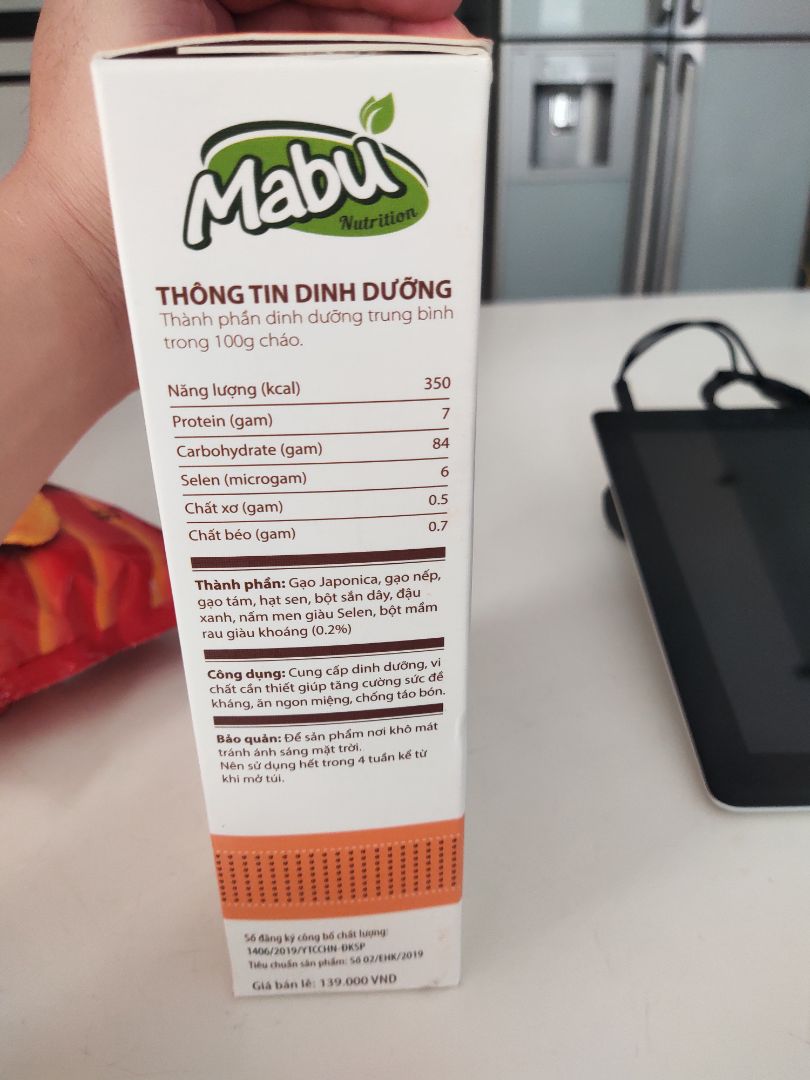 Mabu
Nutrition
THÔNG TIN DINH DƯỠNG
Thành phần dinh dưỡng trung bình
trong 100g cháo.
Năng lượng (kcal) 350
Protein (gam) 7
Carbohydrate (gam) 84
Selen (microgam) 6
Chất xơ (gam) 0.5
Chất béo (gam) 0.7
Thành phần: Gạo Japonica, gạo nếp,
gạo tám, hạt sen, bột sắn dây, đậu
xanh, nấm men giàu Selen, bột mầm
rau giàu khoáng (0.2%)
Công dụng: Cung cấp dinh dưỡng, vi
chất cần thiết giúp tăng cường sức đề
kháng, ăn ngon miệng, chống táo bón.
Bảo quản: Để sản phẩm nơi khô mát
tránh ánh sáng mặt trời.
Nên sử dụng hết trong 4 tuần kể từ
khi mở túi.
Số đăng ký công bố chất lượng:
1406/2019/YTCCHN-ĐKSP
Tiêu chuẩn sản phẩm: Số 02/EHK/2019
Giá bán lẻ: 139.000 VND